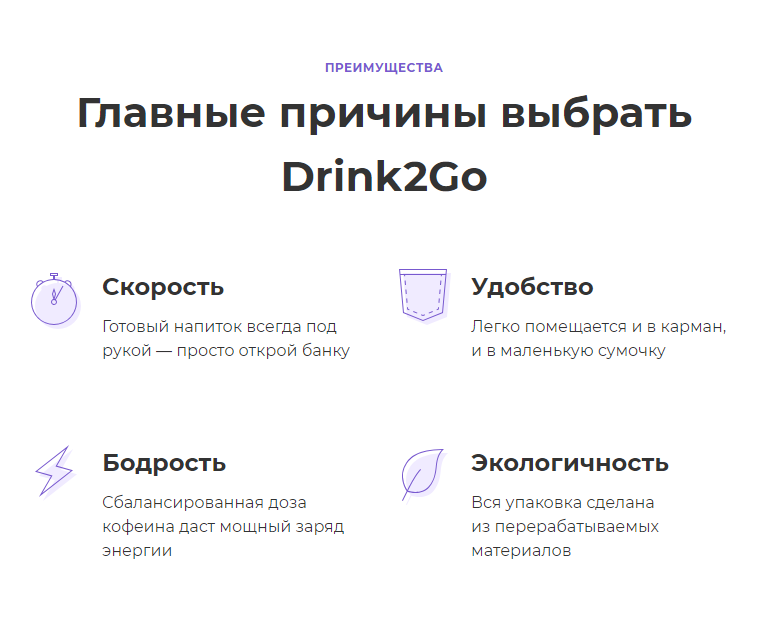 ПРЕИМУЩЕСТВА
Главные причины выбрать
Drink2Go
Скорость
Готовый напиток всегда под
рукой — просто открой банку
Удобство
Легко помещается и в карман,
и в маленькую сумочку
Бодрость
Сбалансированная доза
кофеина даст мощный заряд
энергии
Экологичность
Вся упаковка сделана
из перерабатываемых
материалов